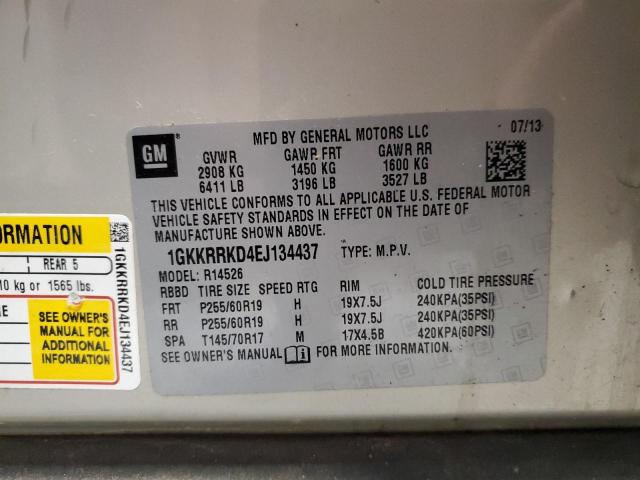 GM
MFD BY GENERAL MOTORS LLC
07/13
GVWR GAWR FRT GAWR RR
2908 KG 1450 KG 1600 KG
6411 LB 3196 LB 3527 LB
THIS VEHICLE CONFORMS TO ALL APPLICABLE U.S. FEDERAL MOTOR
VEHICLE SAFETY STANDARDS IN EFFECT ON THE DATE OF
MANUFACTURE SHOWN ABOVE.
1GKKRRKD4EJ134437 TYPE: M.P.V.
MODEL: R14526
RBBD TIRE SIZE SPEED RTG RIM COLD TIRE PRESSURE
FRT P255/60R19 H 19X7.5J 240KPA(35PSI)
RR P255/60R19 H 19X7.5J 240KPA(35PSI)
SPA T145/70R17 M 17X4.5B 420KPA(60PSI)
SEE OWNER'S MANUAL FOR MORE INFORMATION
REAR 5
kg or 1565 lbs.
SEE OWNER'S
MANUAL FOR
ADDITIONAL
INFORMATION
1GKKRRKD4EJ134437